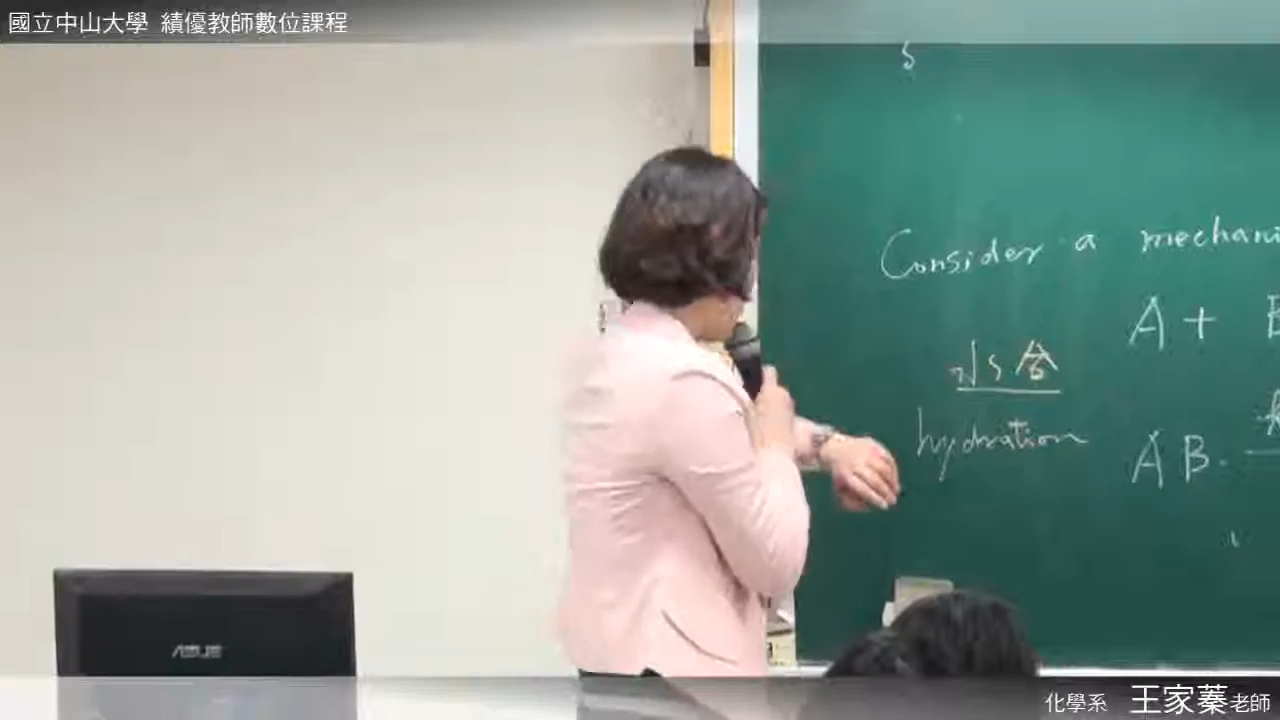 國立中山大學 績優教師數位課程
Consider a mechani
A +
水合
hydration
A B
ASUS
化學系 王家蓁老師